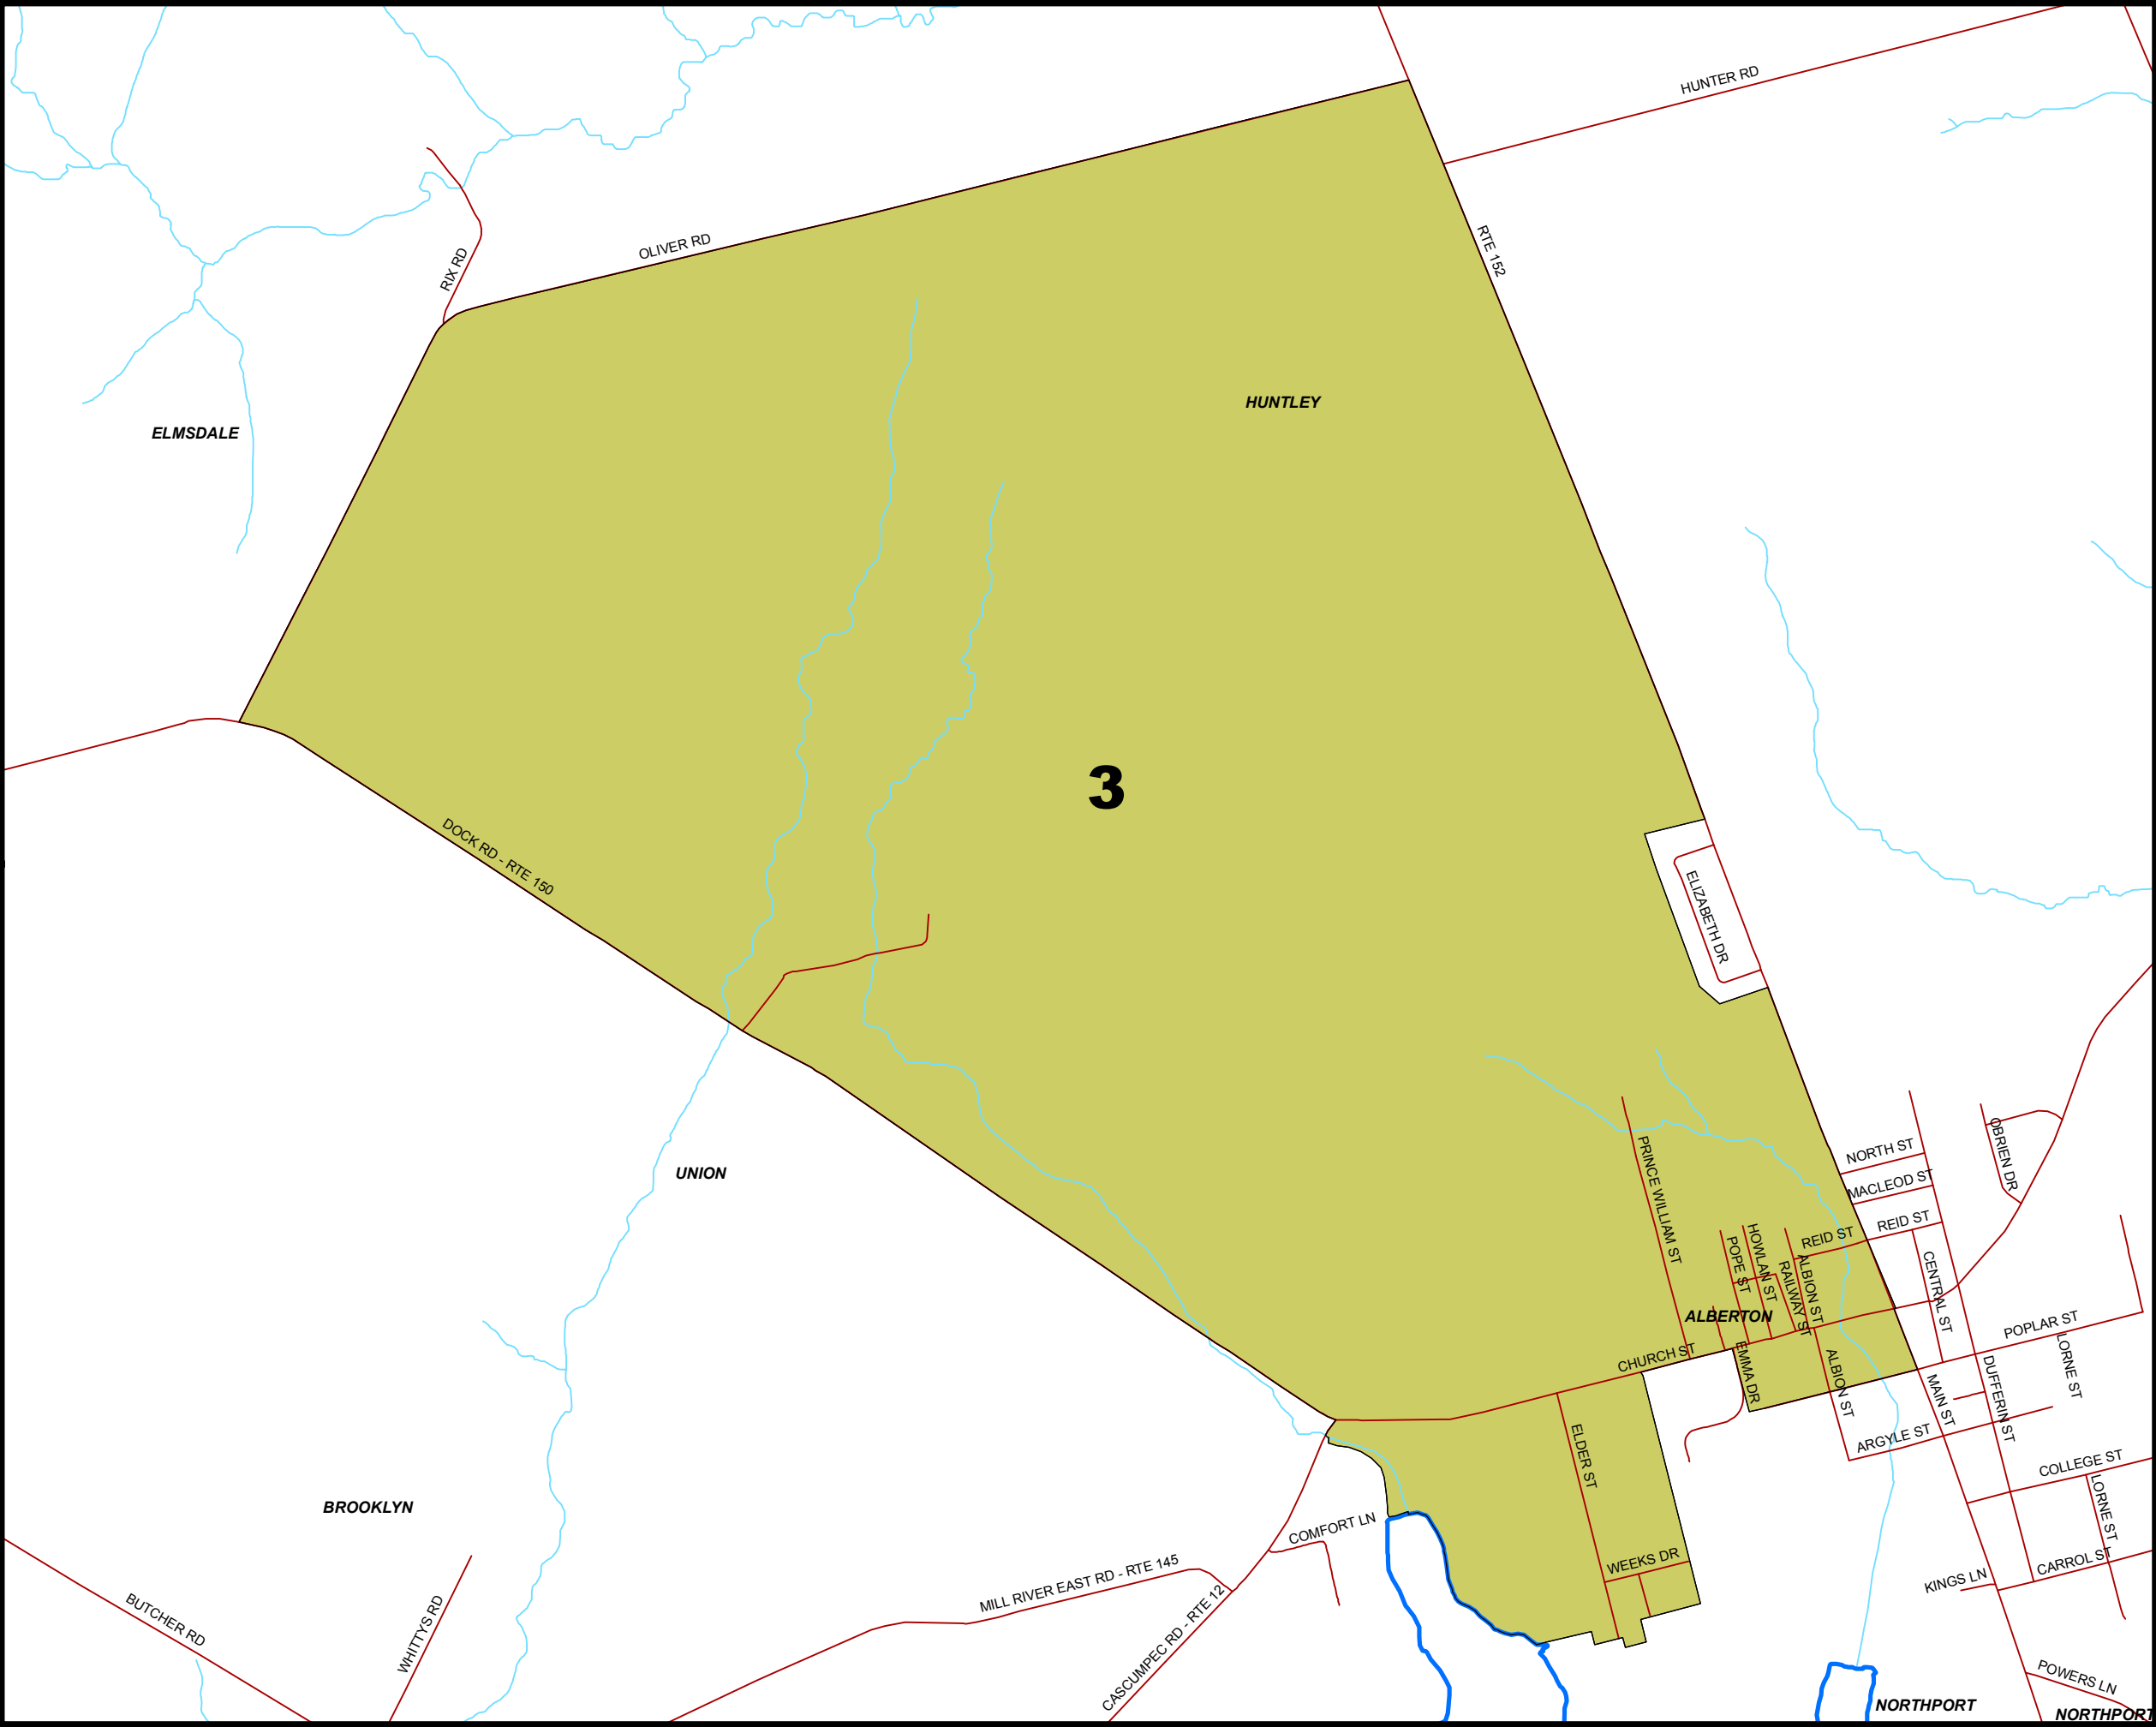 HUNTER RD
OLIVER RD
RTE 152
RIX RD
HUNTLEY
ELMSDALE
3
DOCK RD - RTE 150
ELIZABETH DR
UNION
PRINCE WILLIAM ST
NORTH ST
OBRIEN DR
MACLEOD ST
REID ST
REID ST
POPE ST
HOWLAN ST
RAILWAY ST
ALBION ST
CENTRAL ST
ALBERTON
POPLAR ST
CHURCH ST
EMMA DR
ALBION ST
LORNE ST
MAIN ST
DUFFERIN ST
ARGYLE ST
ELDER ST
COLLEGE ST
LORNE ST
BROOKLYN
COMFORT LN
WEEKS DR
CARROL ST
KINGS LN
MILL RIVER EAST RD - RTE 145
CASCUMPEC RD - RTE 12
BUTCHER RD
WHITTYS RD
POWERS LN
NORTHPORT
NORTHPORT